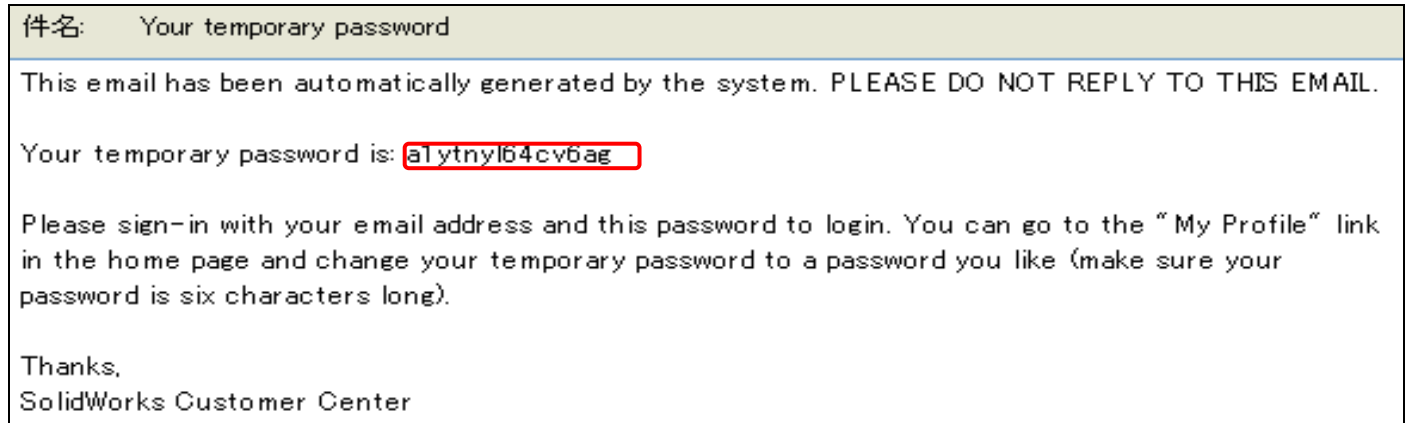 件名: Your temporary password
This email has been automatically generated by the system. PLEASE DO NOT REPLY TO THIS EMAIL.
Your temporary password is: a1ytnyl64cv6ag
Please sign-in with your email address and this password to login. You can go to the "My Profile" link
in the home page and change your temporary password to a password you like (make sure your
password is six characters long).
Thanks,
SolidWorks Customer Center